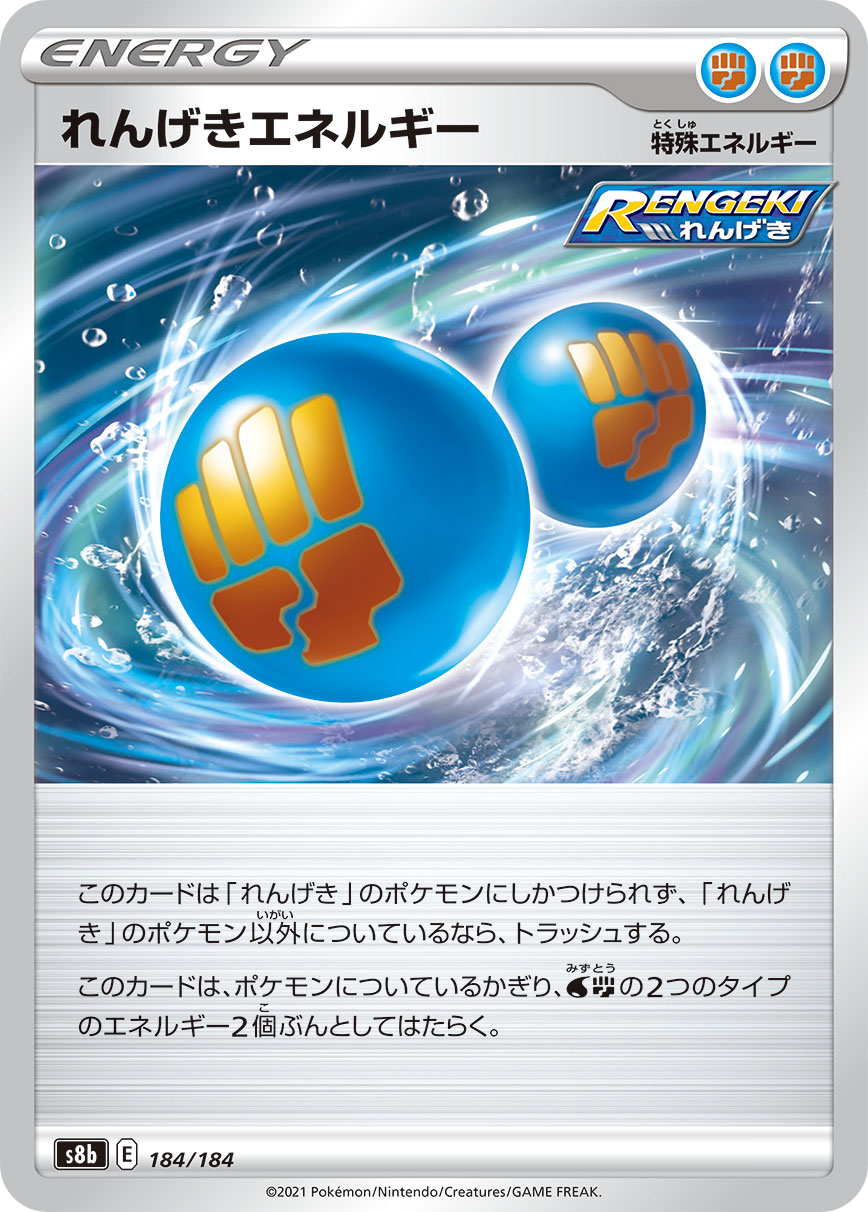 ENERGY
れんげきエネルギー
とくしゅ
特殊エネルギー
RENGEKI
れんげき
このカードは「れんげき」のポケモンにしかつけられず、「れんげ
いがい
き」のポケモン以外についているなら、トラッシュする。
みずとう
このカードは、ポケモンについているかぎり、の2つのタイプ
こ
のエネルギー2個ぶんとしてはたらく。
s8b E 184/184
©2021 Pokémon/Nintendo/Creatures/GAME FREAK.